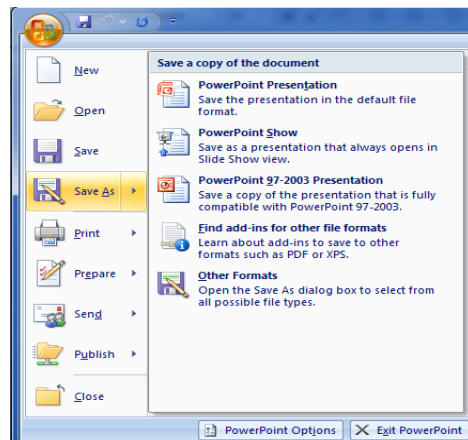 New
Open
Save
Save As
Print
Prepare
Send
Publish
Close
Save a copy of the document
PowerPoint Presentation
Save the presentation in the default file
format.
PowerPoint Show
Save as a presentation that always opens in
Slide Show view.
PowerPoint 97-2003 Presentation
Save a copy of the presentation that is fully
compatible with PowerPoint 97-2003.
Find add-ins for other file formats
Learn about add-ins to save to other
formats such as PDF or XPS.
Other Formats
Open the Save As dialog box to select from
all possible file types.
PowerPoint Options
Exit PowerPoint